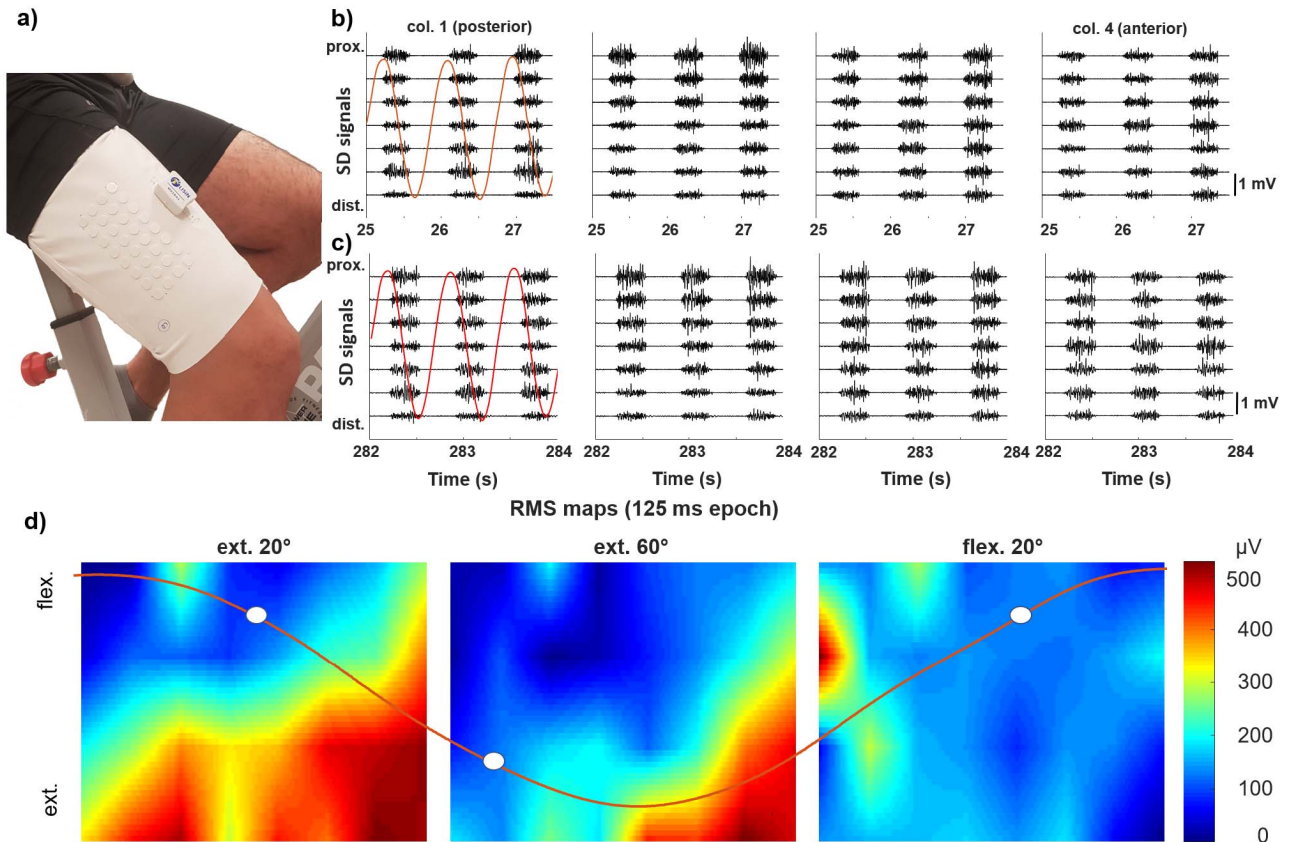 a)
b)
col. 1 (posterior)
col. 4 (anterior)
prox.
SD signals
dist.
1 mV
25 26 27 25 26 27 25 26 27 25 26 27
c)
prox.
SD signals
dist.
1 mV
282 283 284 282 283 284 282 283 284 282 283 284
Time (s) Time (s) Time (s) Time (s)
RMS maps (125 ms epoch)
d)
ext. 20° ext. 60° flex. 20° µV
flex.
ext.
500
400
300
200
100
0